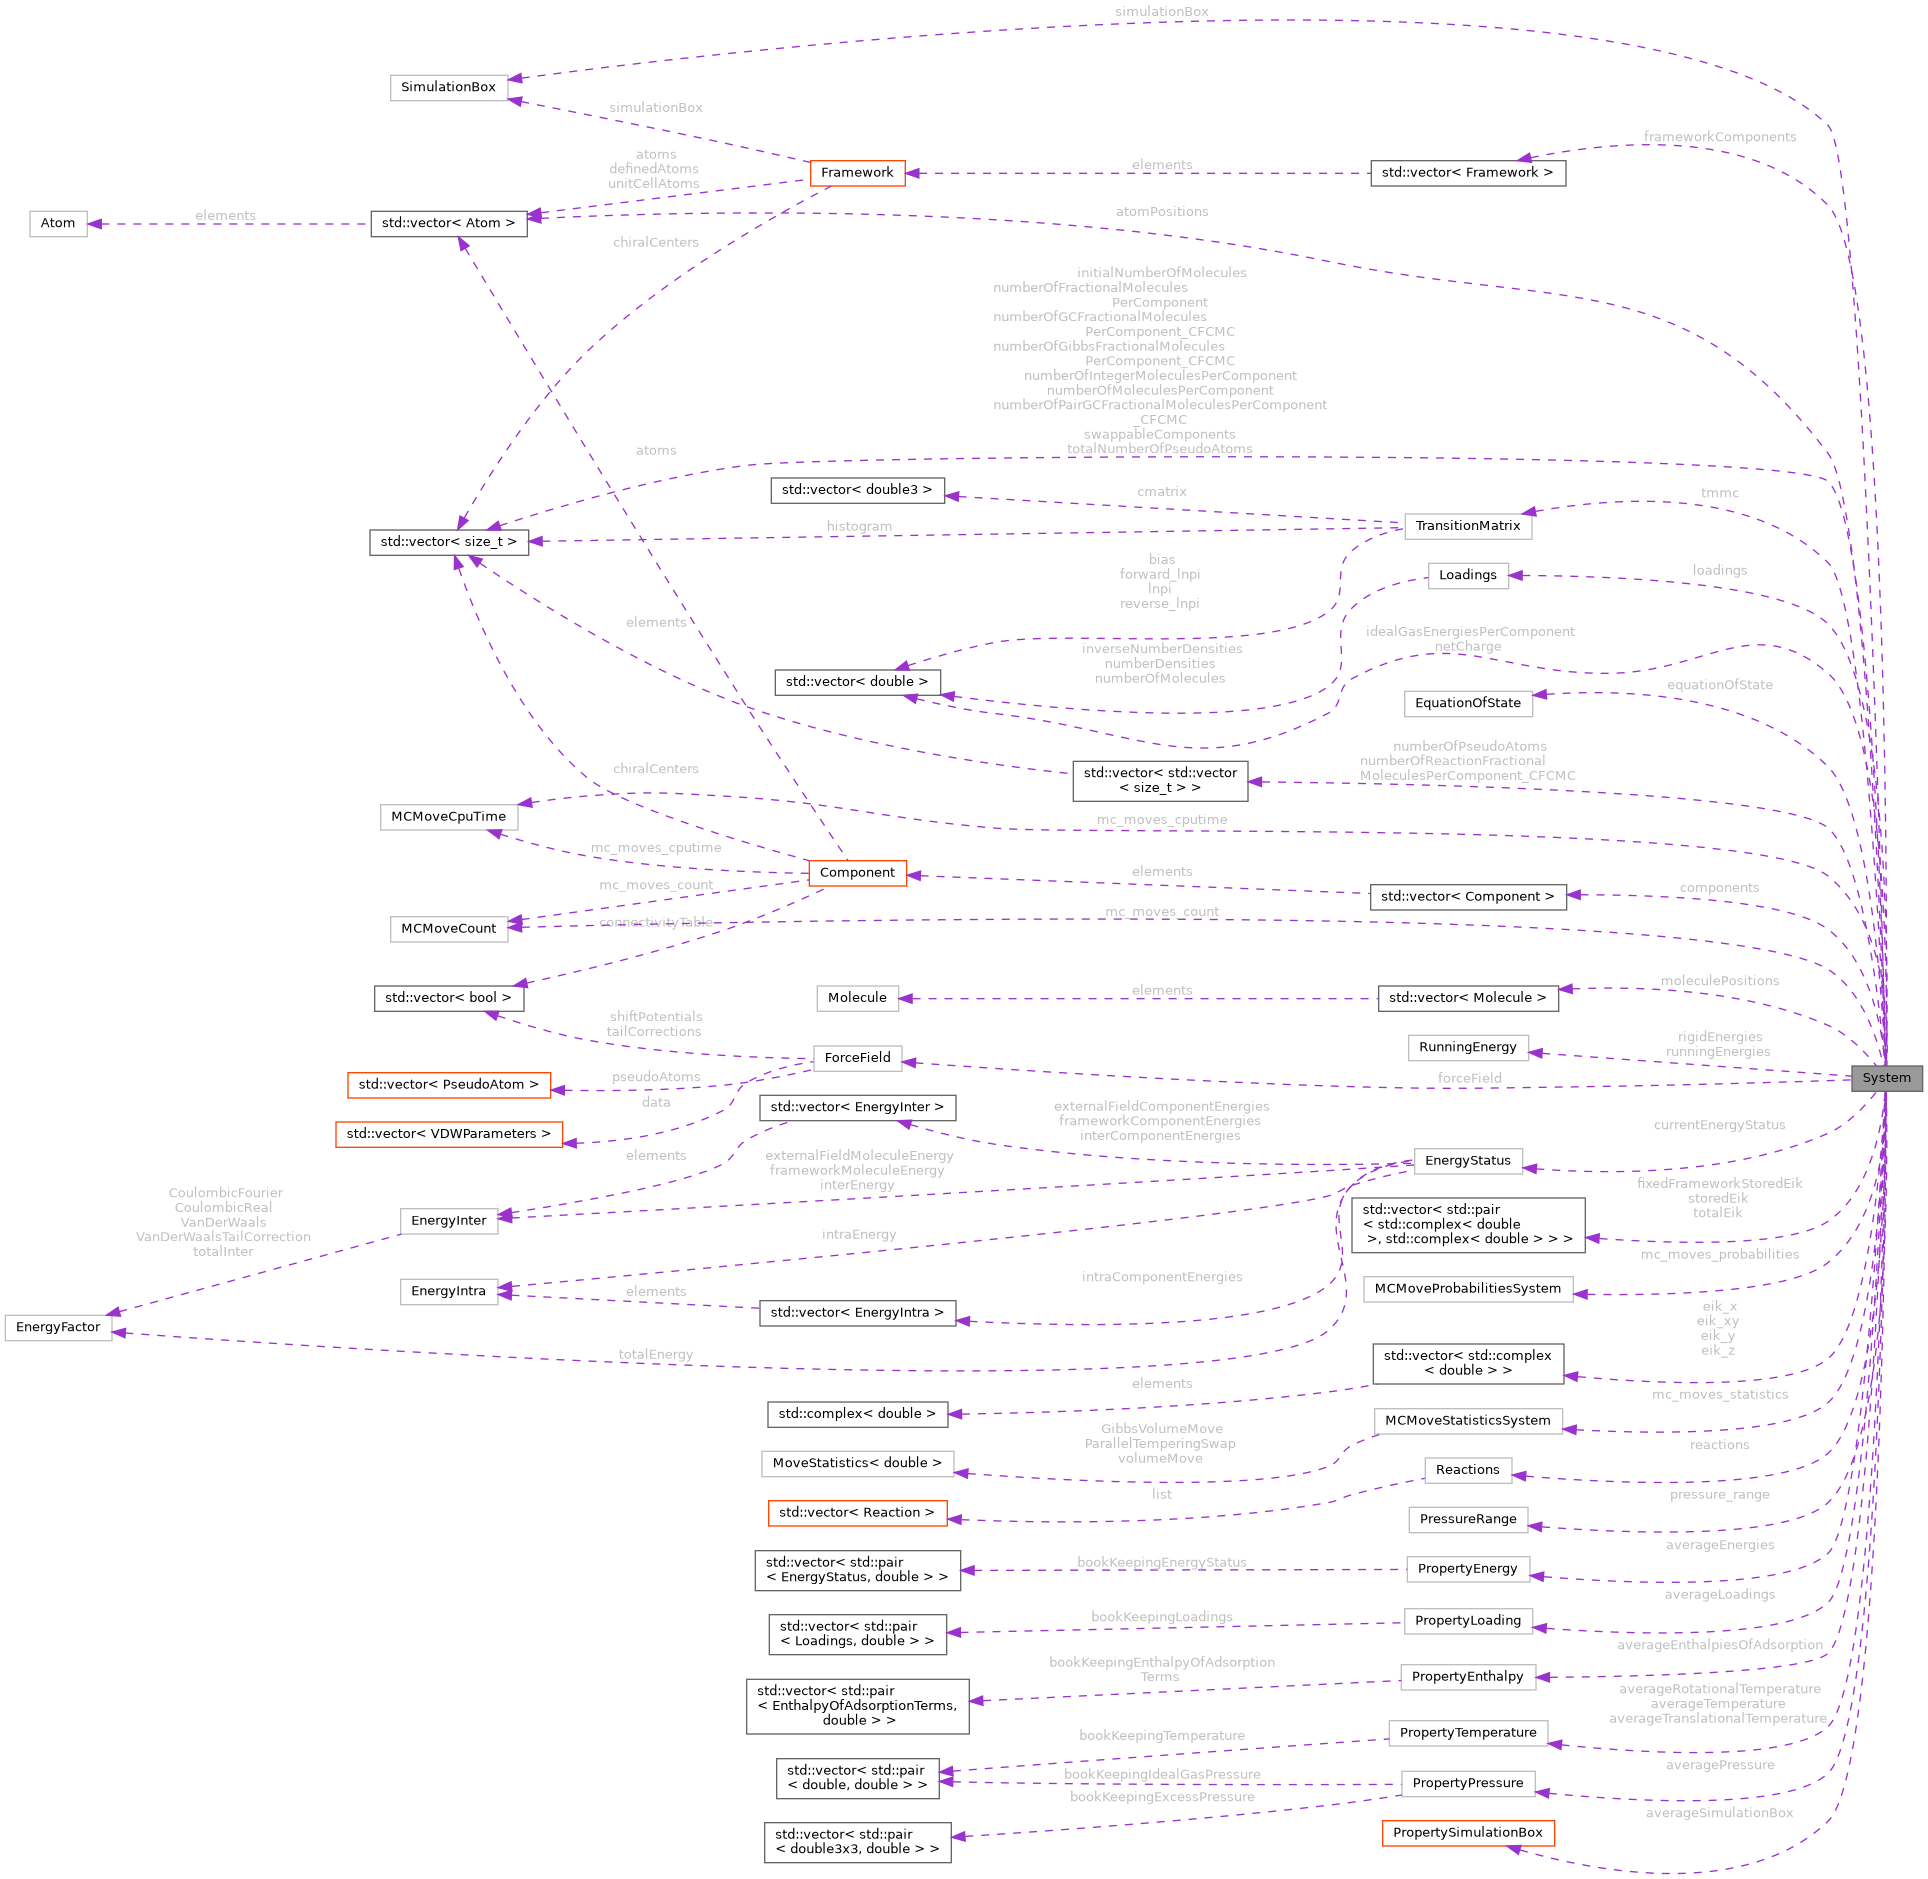 simulationBox
SimulationBox
simulationBox
frameworkComponents
atoms
definedAtoms
unitCellAtoms
Framework
elements
std::vector< Framework >
Atom
elements
std::vector< Atom >
atomPositions
chiralCenters
initialNumberOfMolecules
numberOfFractionalMolecules
PerComponent
numberOfGCFractionalMolecules
PerComponent_CFCMC
numberOfGibbsFractionalMolecules
PerComponent_CFCMC
numberOfIntegerMoleculesPerComponent
numberOfMoleculesPerComponent
numberOfPairGCFractionalMoleculesPerComponent
_CFCMC
swappableComponents
totalNumberOfPseudoAtoms
atoms
std::vector< double3 >
cmatrix
tmmc
TransitionMatrix
histogram
std::vector< size_t >
bias
forward_lnpi
lnpi
reverse_lnpi
Loadings
loadings
elements
idealGasEnergiesPerComponent
netCharge
inverseNumberDensities
numberDensities
numberOfMolecules
std::vector< double >
equationOfState
EquationOfState
chiralCenters
std::vector< std::vector
< size_t > >
numberOfPseudoAtoms
numberOfReactionFractional
MoleculesPerComponent_CFCMC
MCMoveCpuTime
mc_moves_cputime
mc_moves_cputime
Component
elements
mc_moves_count
std::vector< Component >
components
MCMoveCount
connectivityTable
mc_moves_count
std::vector< bool >
Molecule
elements
std::vector< Molecule >
moleculePositions
shiftPotentials
tailCorrections
ForceField
RunningEnergy
rigidEnergies
runningEnergies
forceField
System
std::vector< PseudoAtom >
pseudoAtoms
data
std::vector< EnergyInter >
externalFieldComponentEnergies
frameworkComponentEnergies
interComponentEnergies
currentEnergyStatus
std::vector< VDWParameters >
elements
externalFieldMoleculeEnergy
frameworkMoleculeEnergy
interEnergy
EnergyStatus
CoulombicFourier
CoulombicReal
VanDerWaals
VanDerWaalsTailCorrection
totalInter
EnergyInter
std::vector< std::pair
< std::complex< double
>, std::complex< double > > >
fixedFrameworkStoredEik
storedEik
totalEik
intraEnergy
mc_moves_probabilities
EnergyIntra
elements
intraComponentEnergies
MCMoveProbabilitiesSystem
std::vector< EnergyIntra >
EnergyFactor
totalEnergy
eik_x
eik_xy
eik_y
eik_z
std::vector< std::complex
< double > >
elements
std::complex< double >
mc_moves_statistics
MCMoveStatisticsSystem
GibbsVolumeMove
ParallelTemperingSwap
volumeMove
MoveStatistics< double >
reactions
Reactions
list
std::vector< Reaction >
pressure_range
PressureRange
averageEnergies
std::vector< std::pair
< EnergyStatus, double > >
bookKeepingEnergyStatus
PropertyEnergy
averageLoadings
std::vector< std::pair
< Loadings, double > >
bookKeepingLoadings
PropertyLoading
averageEnthalpiesOfAdsorption
bookKeepingEnthalpyOfAdsorption
Terms
PropertyEnthalpy
std::vector< std::pair
< EnthalpyOfAdsorptionTerms,
double > >
averageRotationalTemperature
averageTemperature
averageTranslationalTemperature
bookKeepingTemperature
PropertyTemperature
std::vector< std::pair
< double, double > >
bookKeepingIdealGasPressure
bookKeepingExcessPressure
PropertyPressure
averagePressure
std::vector< std::pair
< double3x3, double > >
averageSimulationBox
PropertySimulationBox